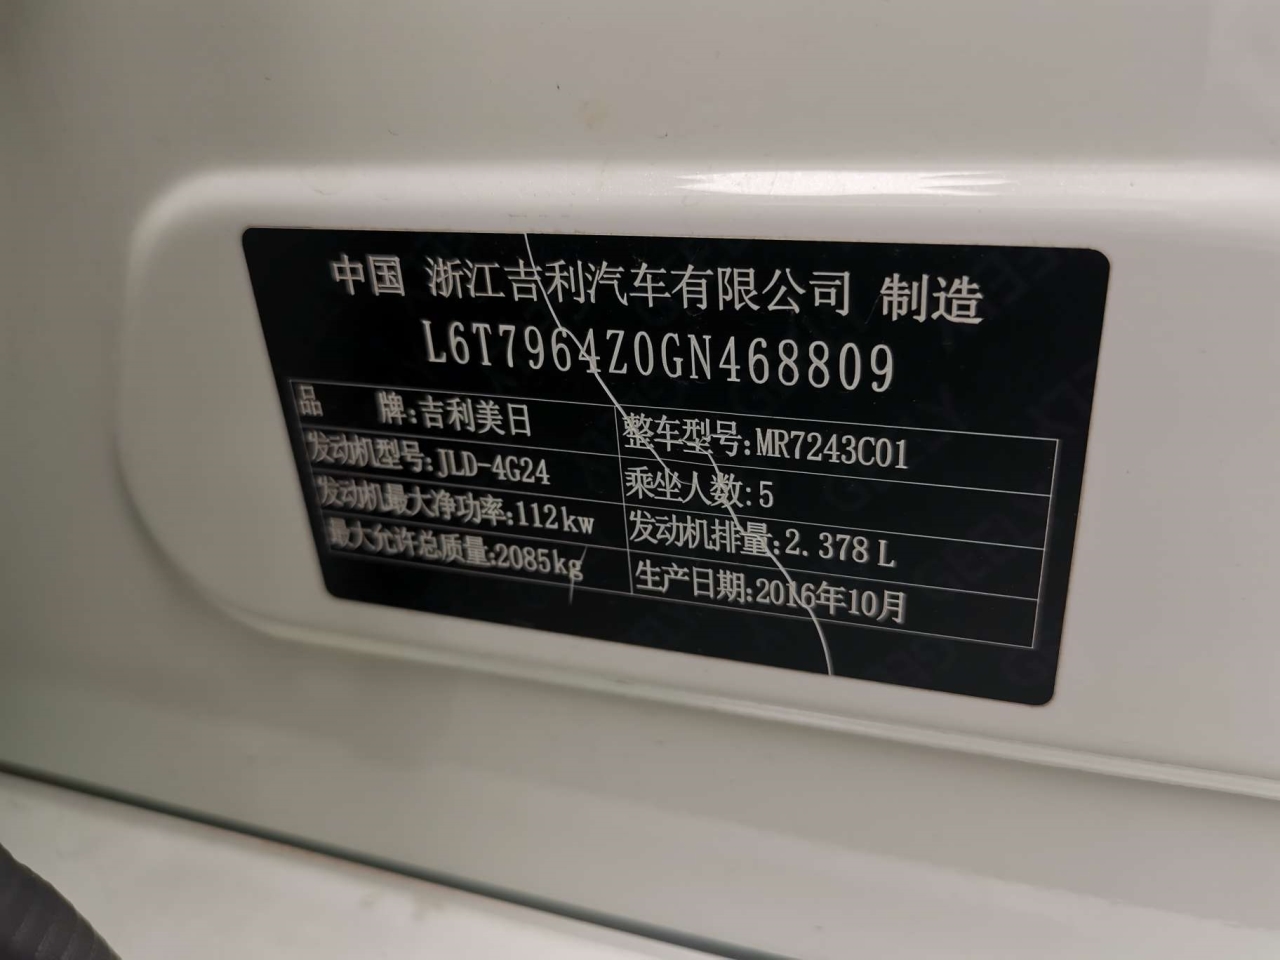 中国 浙江吉利汽车有限公司 制造
L6T7964Z0GN468809
品 牌:吉利美日 整车型号:MR7243C01
发动机型号:JLD-4G24 乘坐人数:5
发动机最大净功率:112kw 发动机排量:2.378L
最大允许总质量:2085kg 生产日期:2016年10月